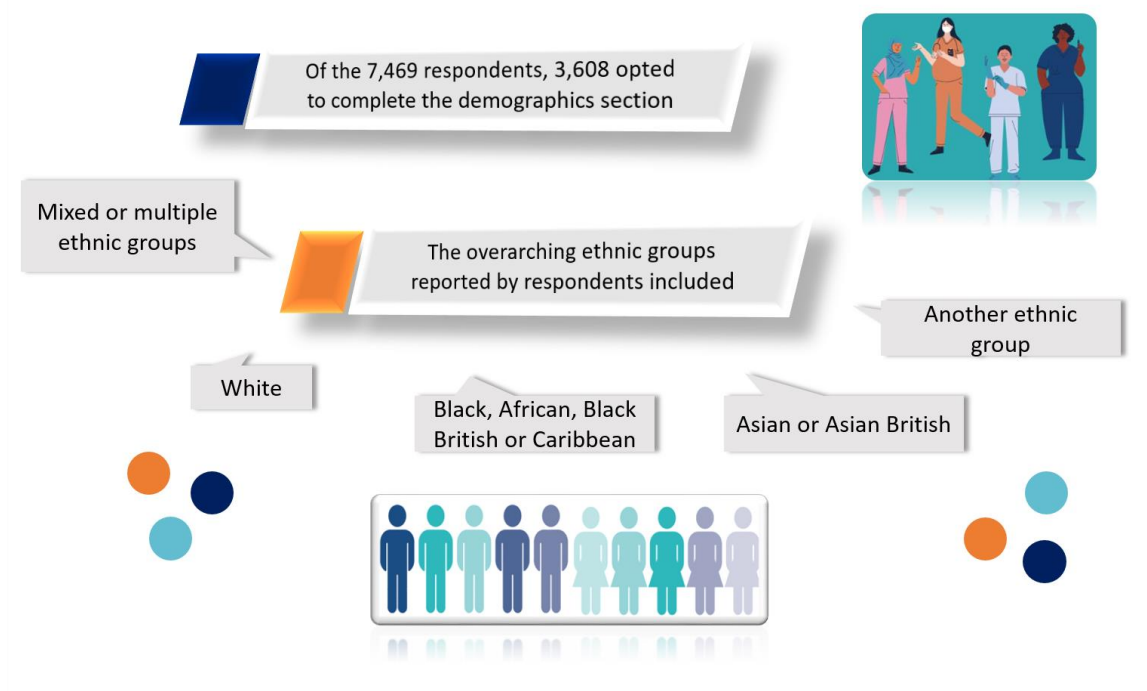 Of the 7,469 respondents, 3,608 opted
to complete the demographics section
Mixed or multiple
ethnic groups
The overarching ethnic groups
reported by respondents included
Another ethnic
group
White
Black, African, Black
British or Caribbean
Asian or Asian British